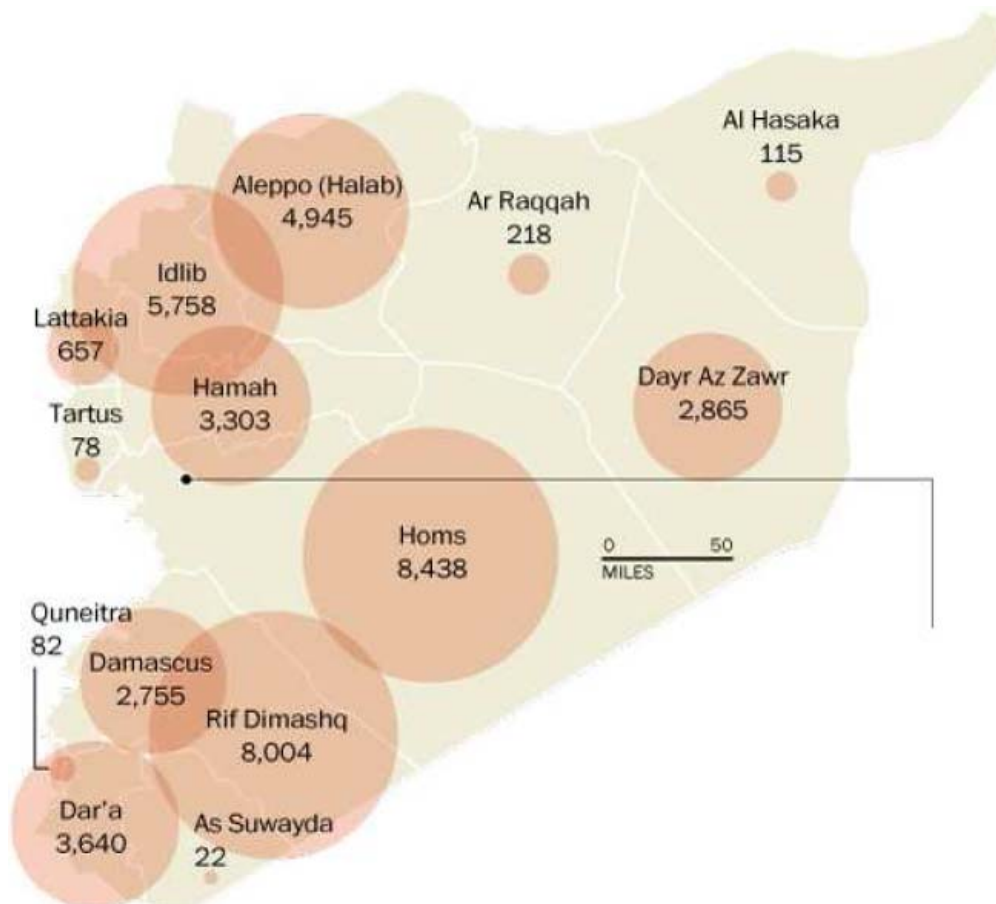 Al Hasaka
115
Aleppo (Halab)
4,945
Ar Raqqah
218
Idlib
5,758
Lattakia
657
Hamah
3,303
Dayr Az Zawr
2,865
Tartus
78
Homs
8,438
0 50
MILES
Quneitra
82
Damascus
2,755
Rif Dimashq
8,004
Dar'a
3,640
As Suwayda
22